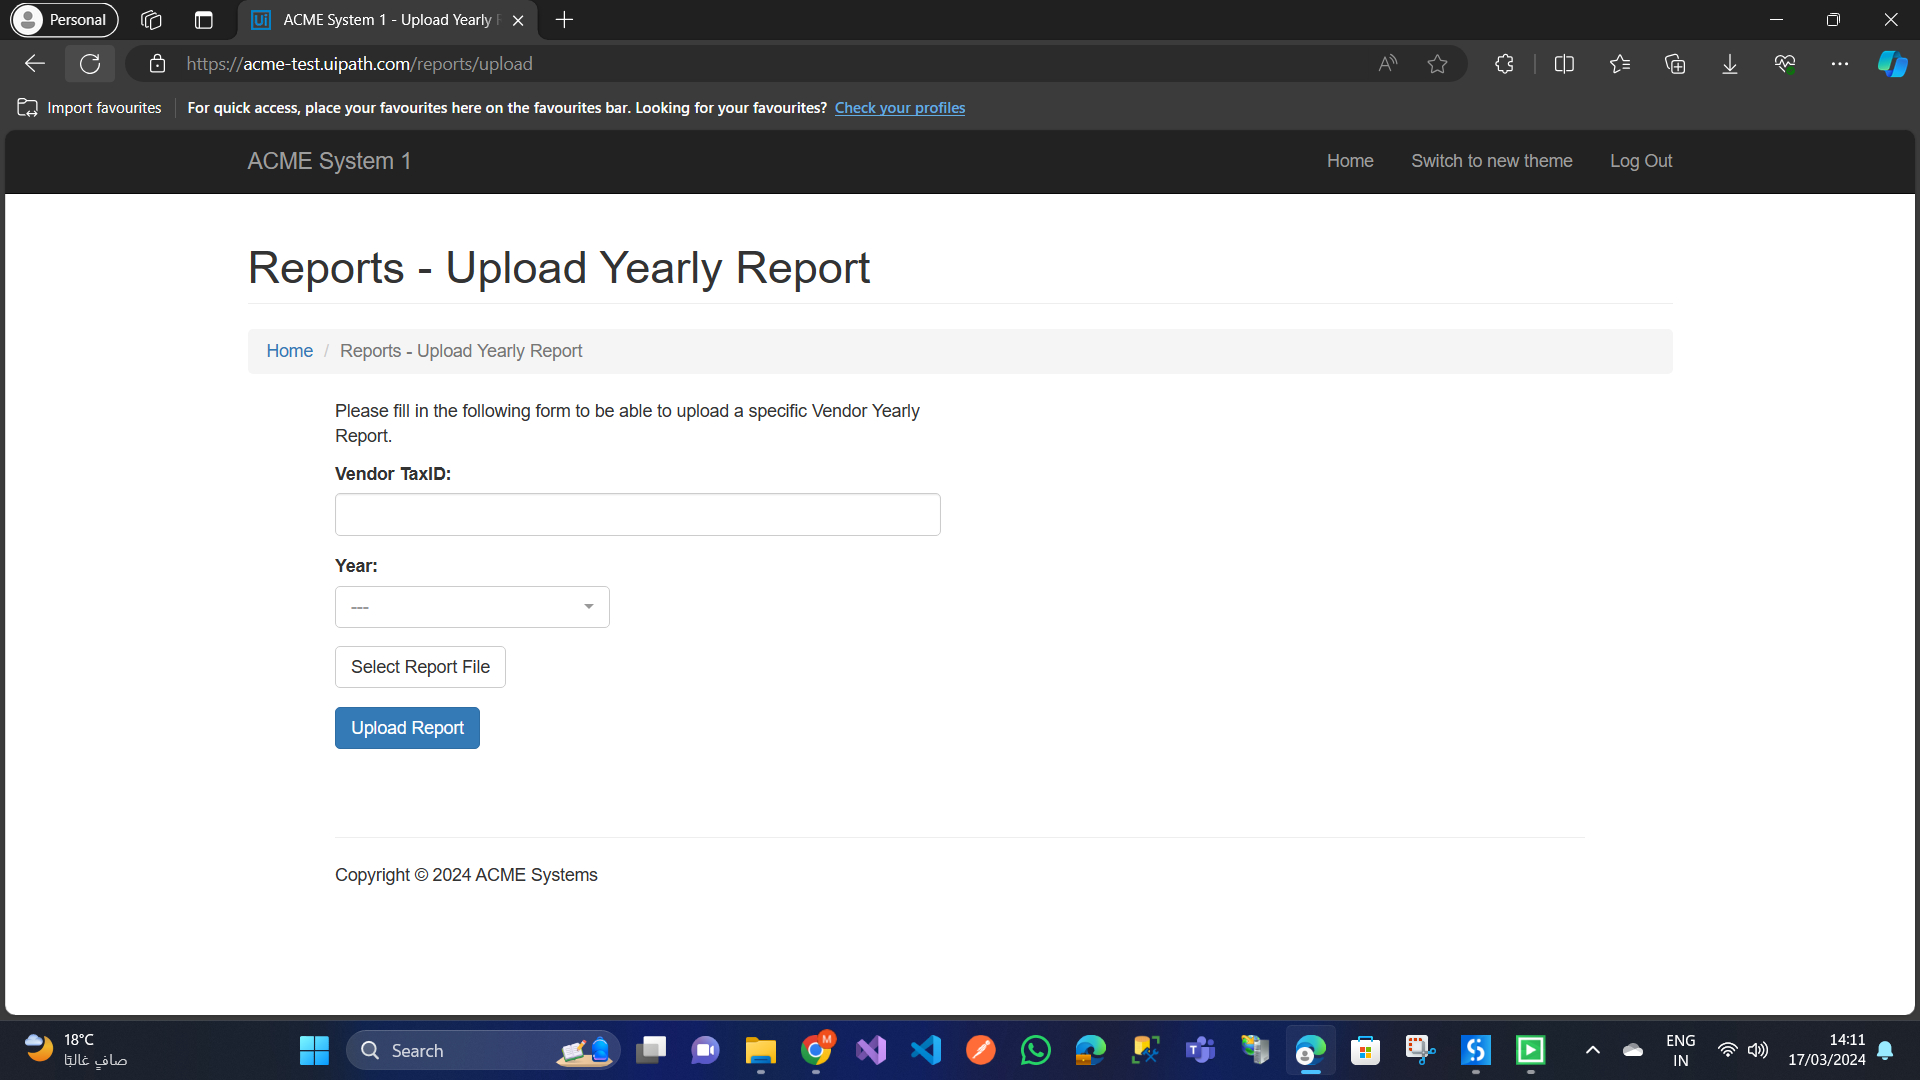 Personal
ACME System 1 - Upload Yearly
https://acme-test.uipath.com/reports/upload
Import favourites
For quick access, place your favourites here on the favourites bar. Looking for your favourites? Check your profiles
ACME System 1
Home
Switch to new theme
Log Out
Reports - Upload Yearly Report
Home / Reports - Upload Yearly Report
Please fill in the following form to be able to upload a specific Vendor Yearly
Report.
Vendor TaxID:
Year:
---
Select Report File
Upload Report
Copyright © 2024 ACME Systems
18°C
صافٍ غالبًا
Search
M
ENG
IN
14:11
17/03/2024